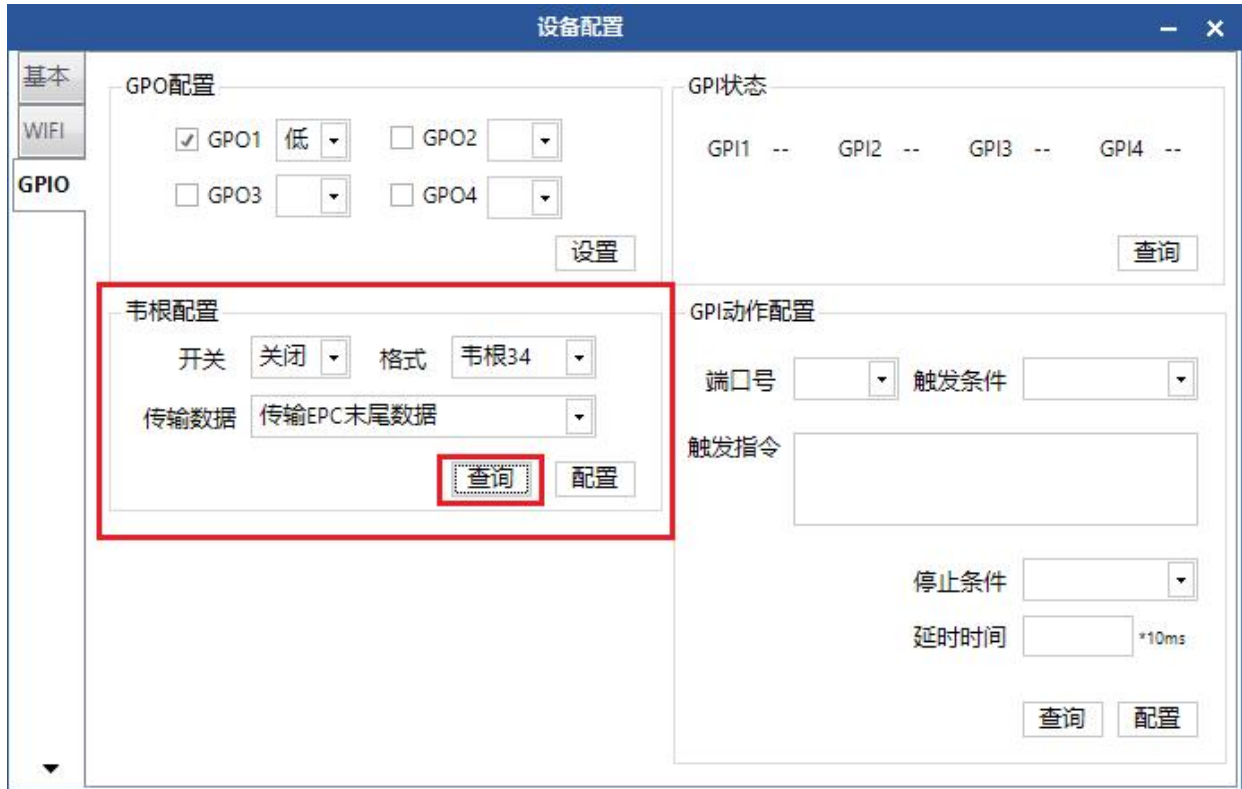 设备配置
基本
WIFI
GPIO
GPO配置
GPO1 低 GPO2
GPO3 GPO4
设置
GPI状态
GPI1 -- GPI2 -- GPI3 -- GPI4 --
查询
韦根配置
开关 关闭 格式 韦根34
传输数据 传输EPC末尾数据
查询 配置
GPI动作配置
端口号 触发条件
触发指令
停止条件
延时时间 *10ms
查询 配置